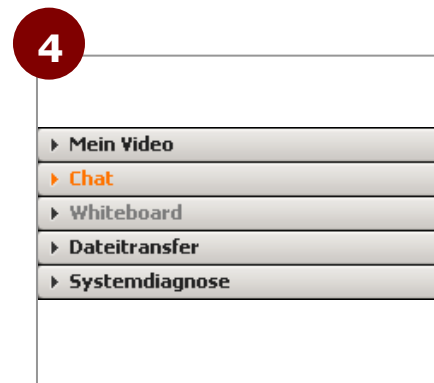 4
Mein Video
Chat
Whiteboard
Dateitransfer
Systemdiagnose